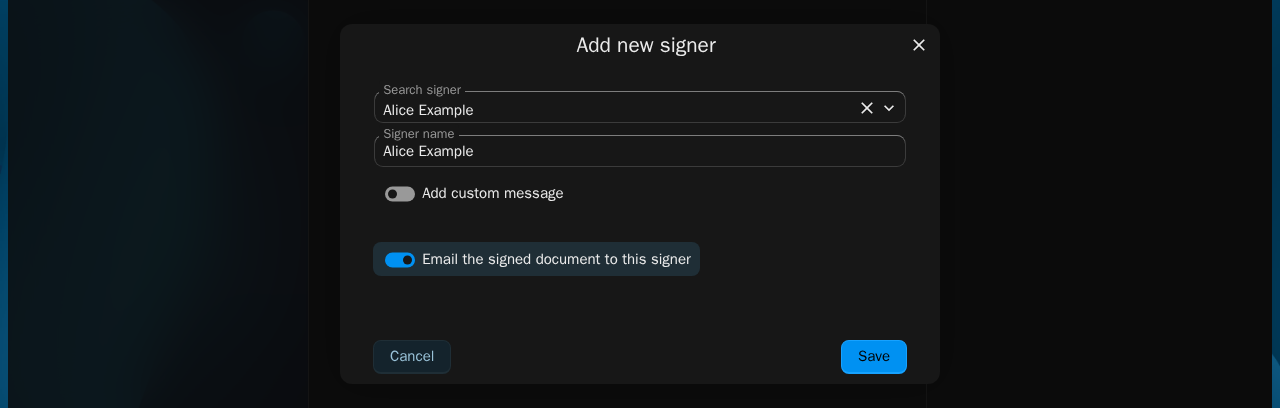 Add new signer
Search signer
Alice Example
Signer name
Alice Example
Add custom message
Email the signed document to this signer
Cancel
Save